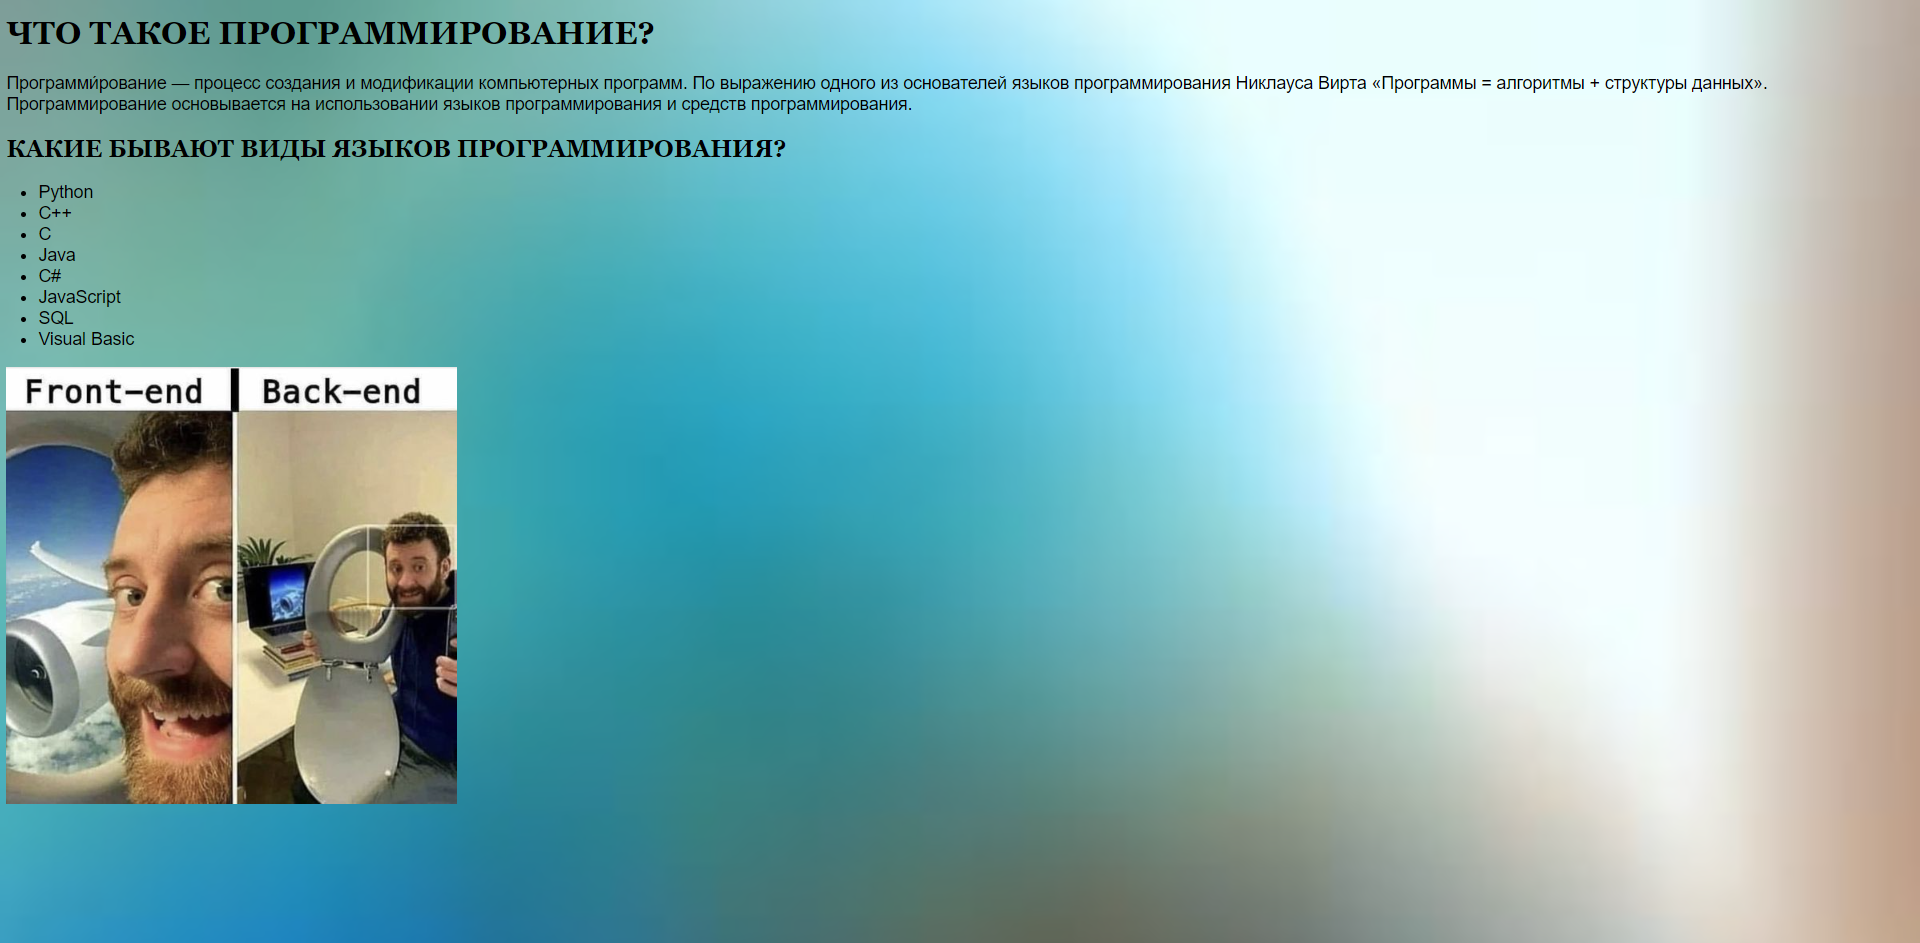 ЧТО ТАКОЕ ПРОГРАММИРОВАНИЕ?
Программи́рование — процесс создания и модификации компьютерных программ. По выражению одного из основателей языков программирования Никлауса Вирта «Программы = алгоритмы + структуры данных».
Программирование основывается на использовании языков программирования и средств программирования.
КАКИЕ БЫВАЮТ ВИДЫ ЯЗЫКОВ ПРОГРАММИРОВАНИЯ?
• Python
• C++
• C
• Java
• C#
• JavaScript
• SQL
• Visual Basic
Front-end | Back-end